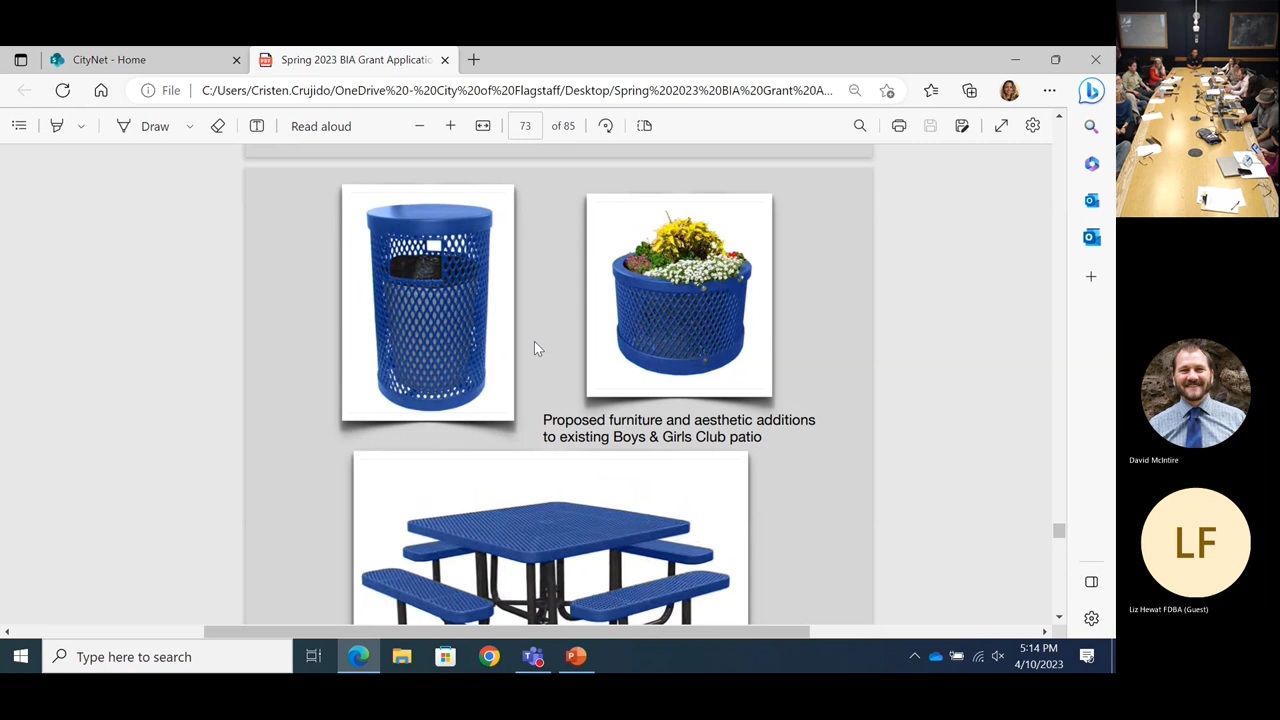 CityNet - Home
Spring 2023 BIA Grant Applicatio
File
C:/Users/Cristen.Crujido/OneDrive%20-%20City%20of%20Flagstaff/Desktop/Spring%202023%20BIA%20Grant%20A...
Draw
Read aloud
73
of 85
Proposed furniture and aesthetic additions
to existing Boys & Girls Club patio
David McIntire
LF
Liz Hewat FDBA (Guest)
Type here to search
5:14 PM
4/10/2023